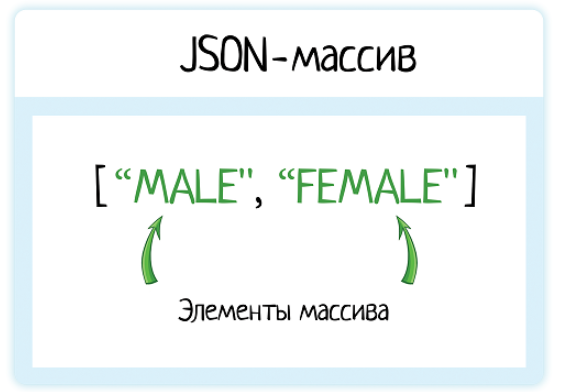 JSON-массив
[“MALE", “FEMALE"]
Элементы массива